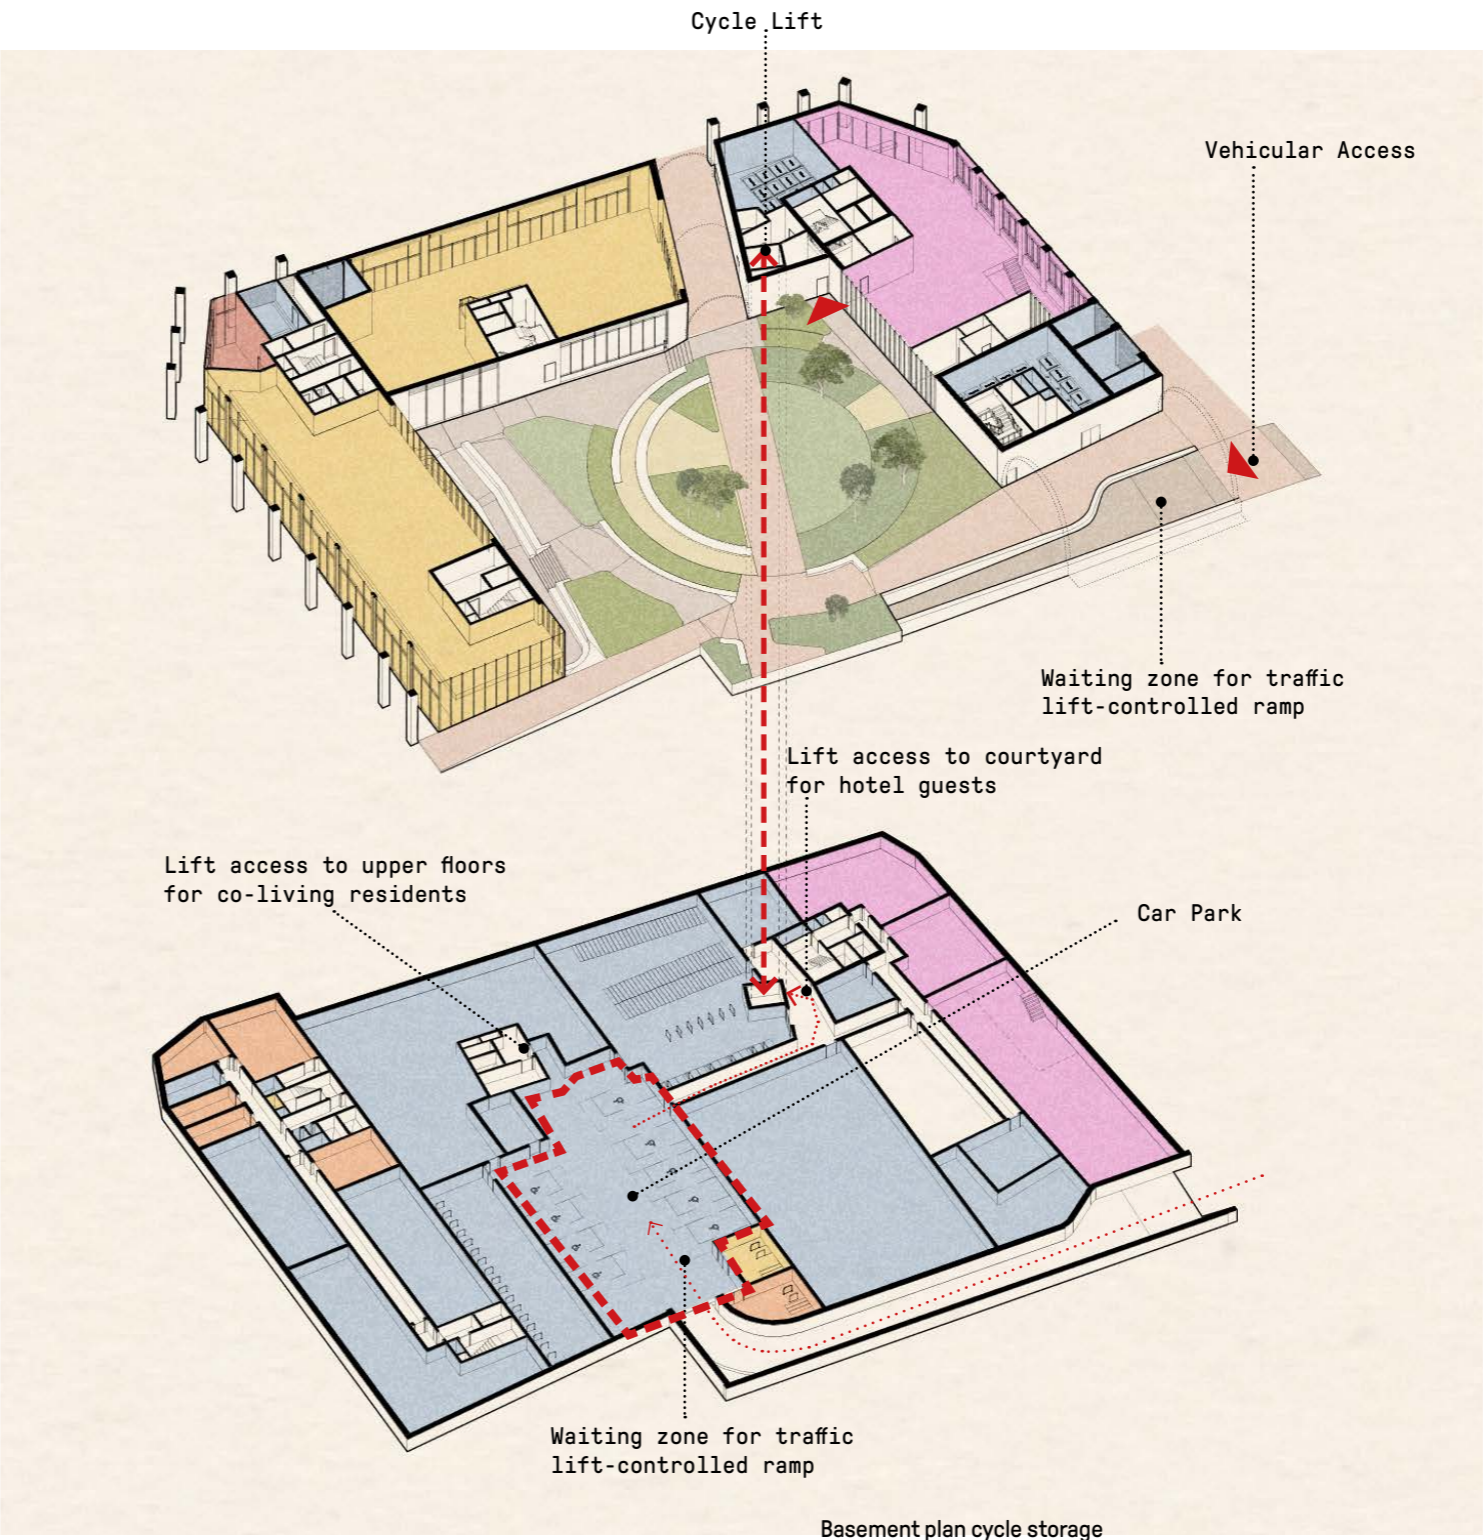 Cycle Lift
Vehicular Access
Waiting zone for traffic
lift-controlled ramp
Lift access to courtyard
for hotel guests
Lift access to upper floors
for co-living residents
Car Park
Waiting zone for traffic
lift-controlled ramp
Basement plan cycle storage